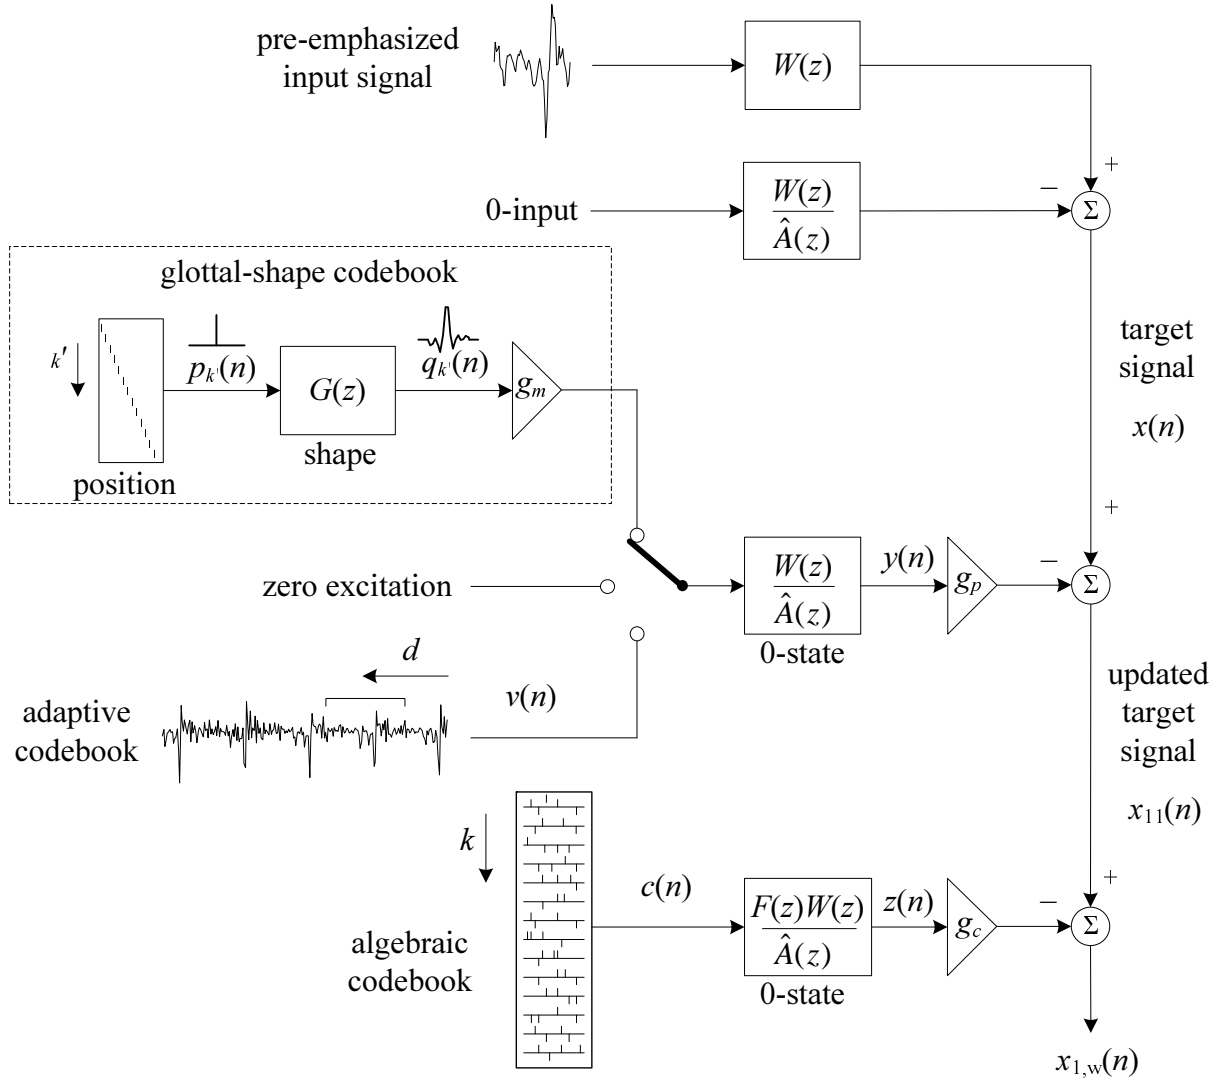 pre-emphasized
input signal
W(z)
+
0-input
W(z)
Â(z)
−
Σ
glottal-shape codebook
k′
p_k'(n)
q_k'(n)
G(z)
g_m
shape
position
target
signal
x(n)
+
zero excitation
W(z)
Â(z)
0-state
y(n)
g_p
−
Σ
d
v(n)
adaptive
codebook
updated
target
signal
x_11(n)
k
algebraic
codebook
c(n)
F(z)W(z)
Â(z)
0-state
z(n)
g_c
−
+
Σ
x_1,w(n)